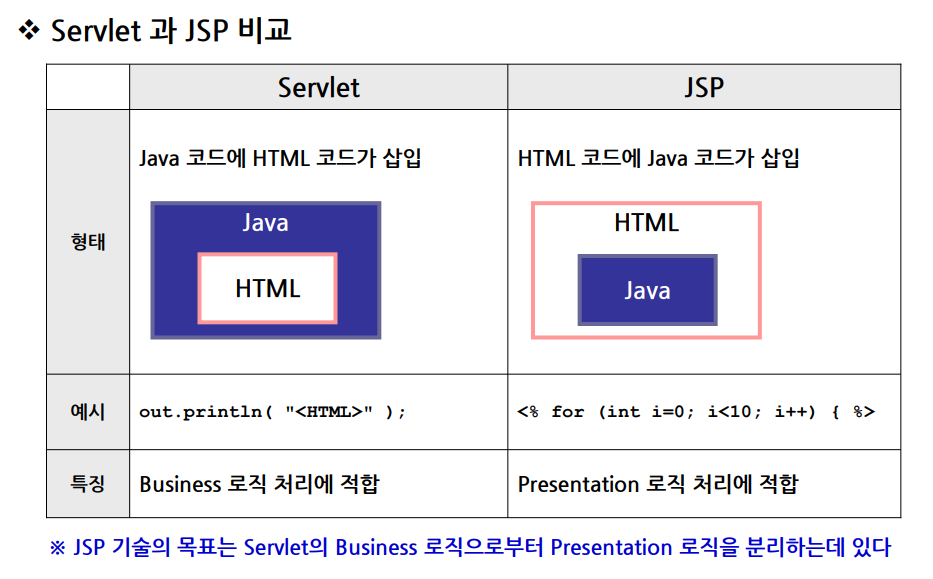 ❖ Servlet 과 JSP 비교
Servlet
JSP
형태
Java 코드에 HTML 코드가 삽입
Java
HTML
HTML 코드에 Java 코드가 삽입
HTML
Java
예시
out.println( "<HTML>" );
<% for (int i=0; i<10; i++) { %>
특징
Business 로직 처리에 적합
Presentation 로직 처리에 적합
※ JSP 기술의 목표는 Servlet의 Business 로직으로부터 Presentation 로직을 분리하는데 있다